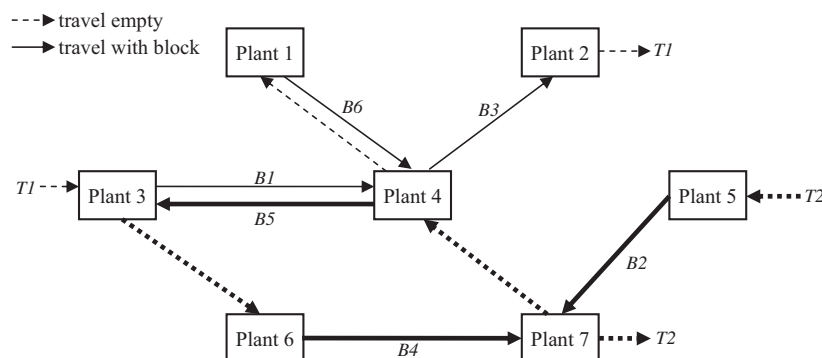 travel empty
travel with block
Plant 1
Plant 2
T1
B6
B3
T1
Plant 3
B1
Plant 4
Plant 5
T2
B5
B2
Plant 6
B4
Plant 7
T2